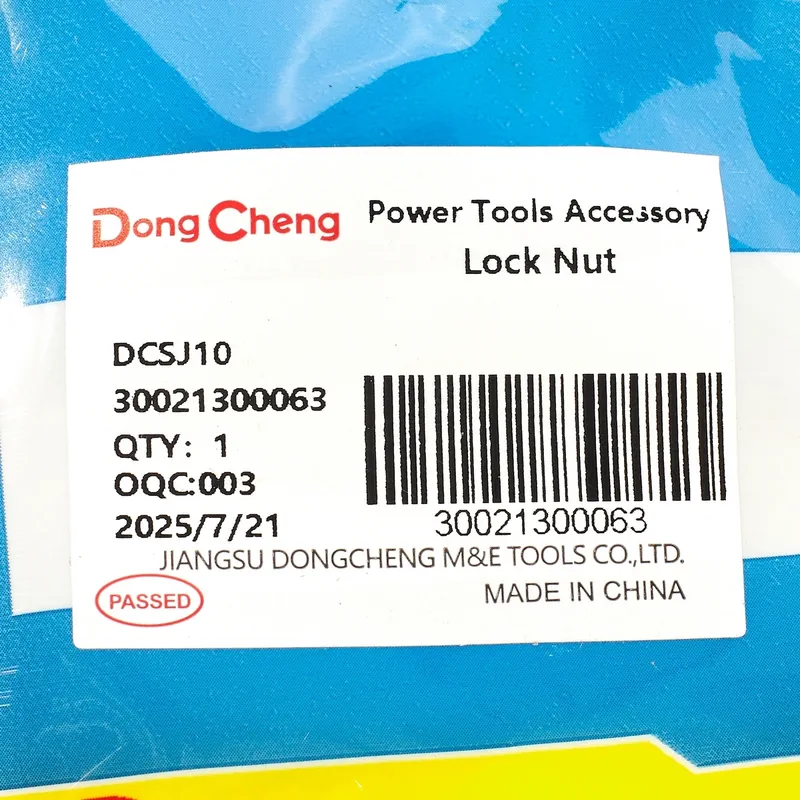 Dong Cheng
Power Tools Accessory
Lock Nut
DCSJ10
30021300063
QTY: 1
OQC:003
2025/7/21
30021300063
JIANGSU DONGCHENG M&E TOOLS CO.,LTD.
PASSED
MADE IN CHINA